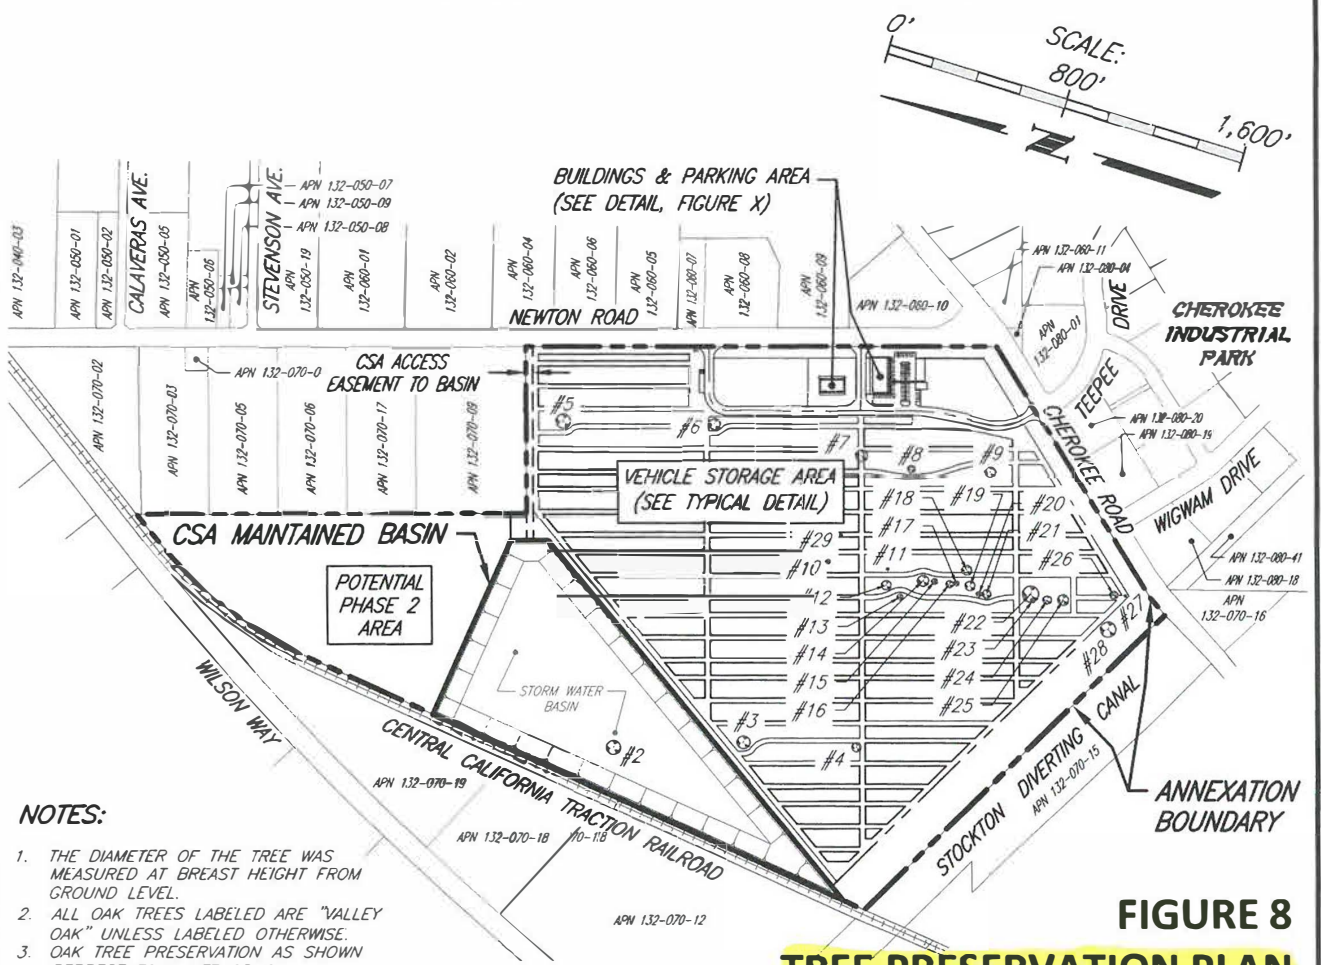 0'
SCALE:
800'
1,600'
N
BUILDINGS & PARKING AREA
(SEE DETAIL, FIGURE X)
APN 132-040-03
APN 132-050-01
APN 132-050-02
CALAVERAS AVE.
APN 132-050-05
APN
132-050-06
APN 132-050-07
APN 132-050-09
APN 132-050-08
STEVENSON AVE.
APN
132-050-19
APN
132-060-01
APN
132-060-02
APN
132-060-04
APN
132-060-06
APN
132-060-05
APN 132-060-07
APN
132-060-08
APN
132-060-09
APN 132-060-10
APN 132-060-11
APN 132-080-04
APN
132-080-01
TEEPEE
DRIVE
CHEROKEE
INDUSTRIAL
PARK
NEWTON ROAD
APN 132-070-02
APN 132-070-03
APN 132-070-0
APN 132-070-05
APN 132-070-06
APN 132-070-17
APN 132-070-09
CSA ACCESS
EASEMENT TO BASIN
CHEROKEE ROAD
APN 132-080-20
APN 132-080-19
WIGWAM DRIVE
APN 132-080-41
APN 132-080-18
APN
132-070-16
#5
#6
#7
#8
#9
VEHICLE STORAGE AREA
(SEE TYPICAL DETAIL)
#18
#19
#20
#17
#21
#29
#11
#26
#10
#12
#13
#22
#27
#14
#23
#28
#15
#24
#16
#25
#3
#4
#2
CSA MAINTAINED BASIN
POTENTIAL
PHASE 2
AREA
STORM WATER
BASIN
WILSON WAY
CENTRAL CALIFORNIA TRACTION RAILROAD
APN 132-070-19
APN 132-070-18
70-118
APN 132-070-12
STOCKTON DIVERTING CANAL
APN 132-070-15
ANNEXATION
BOUNDARY
NOTES:
1. THE DIAMETER OF THE TREE WAS
MEASURED AT BREAST HEIGHT FROM
GROUND LEVEL.
2. ALL OAK TREES LABELED ARE "VALLEY
OAK" UNLESS LABELED OTHERWISE.
3. OAK TREE PRESERVATION AS SHOWN
FIGURE 8
TREE PRESERVATION PLAN